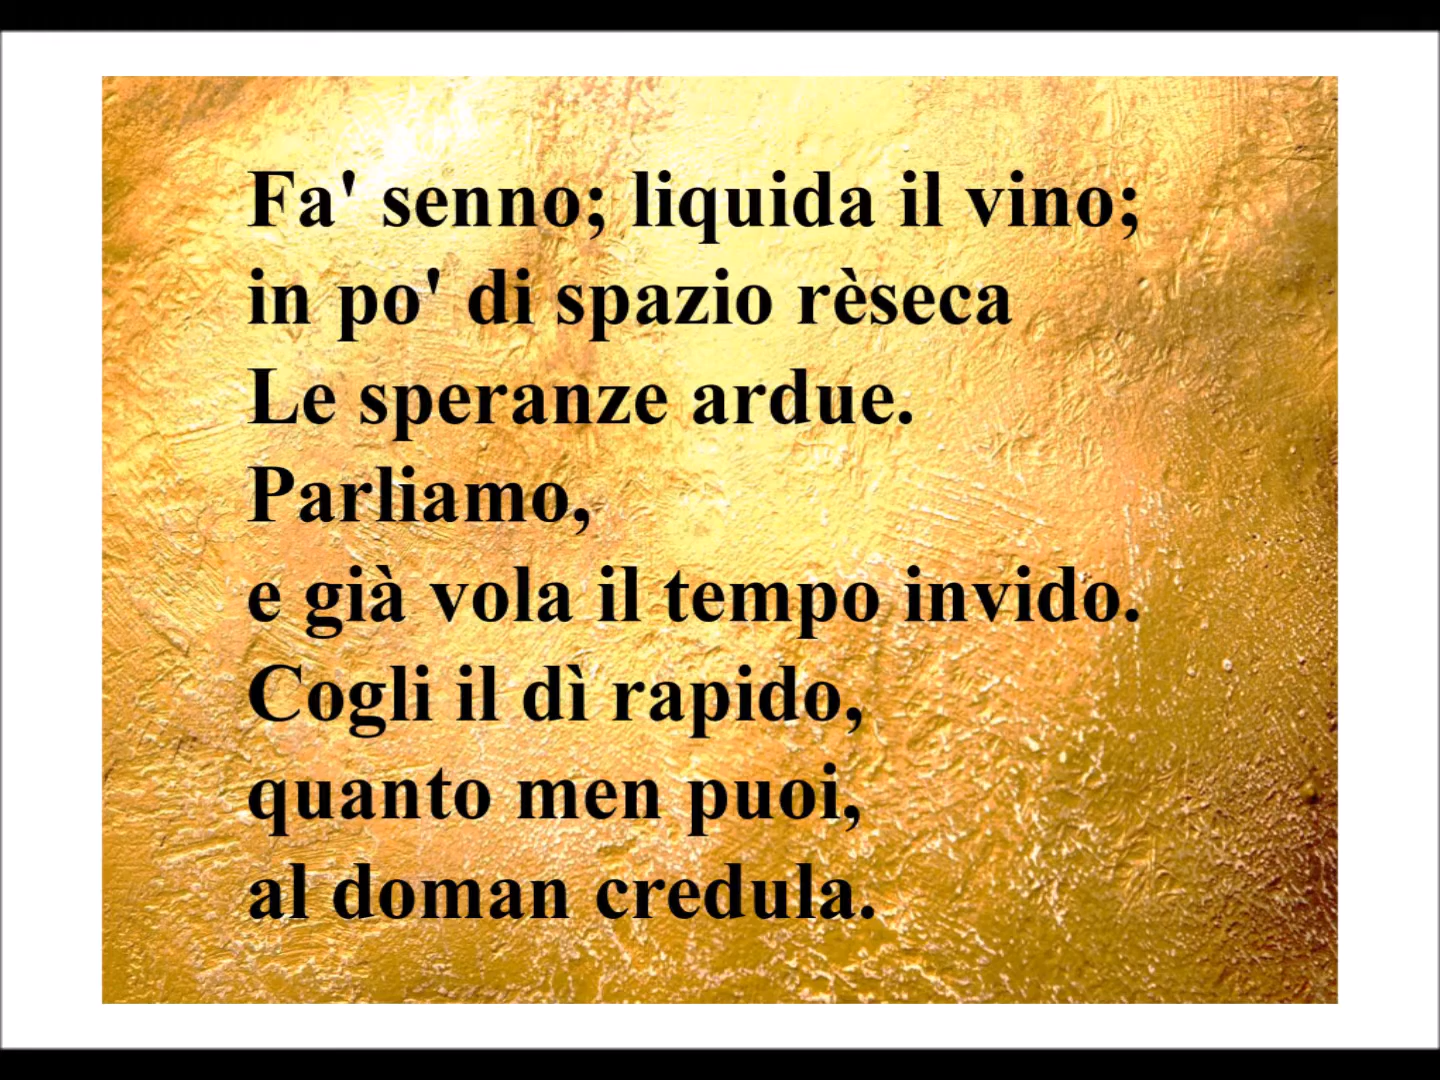 Fa' senno; liquida il vino;
in po' di spazio rèseca
Le speranze ardue.
Parliamo,
e già vola il tempo invido.
Cogli il dì rapido,
quanto men puoi,
al doman credula.